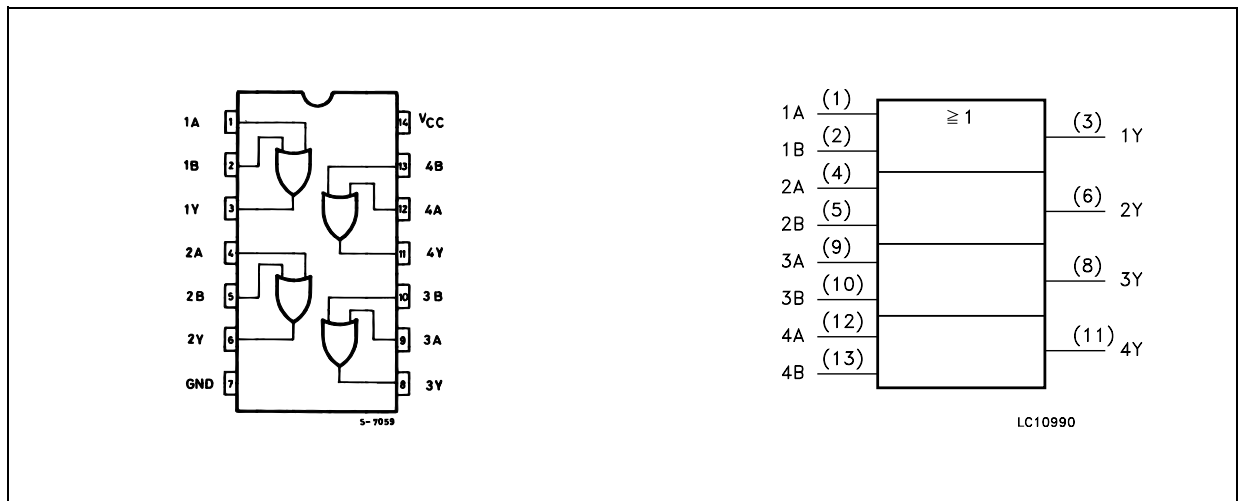 1A 1 14 VCC
1B 2 13 4B
1Y 3 12 4A
2A 4 11 4Y
2B 5 10 3B
2Y 6 9 3A
GND 7 8 3Y
S-7059
≧ 1
1A (1)
1B (2)
2A (4)
2B (5)
3A (9)
3B (10)
4A (12)
4B (13)
(3) 1Y
(6) 2Y
(8) 3Y
(11) 4Y
LC10990